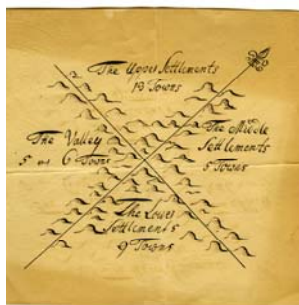 The Upper Settlements
13 Towns
The Valley
5 or 6 Towns
The Middle
Settlements
5 Towns
The Lower
Settlements
9 Towns